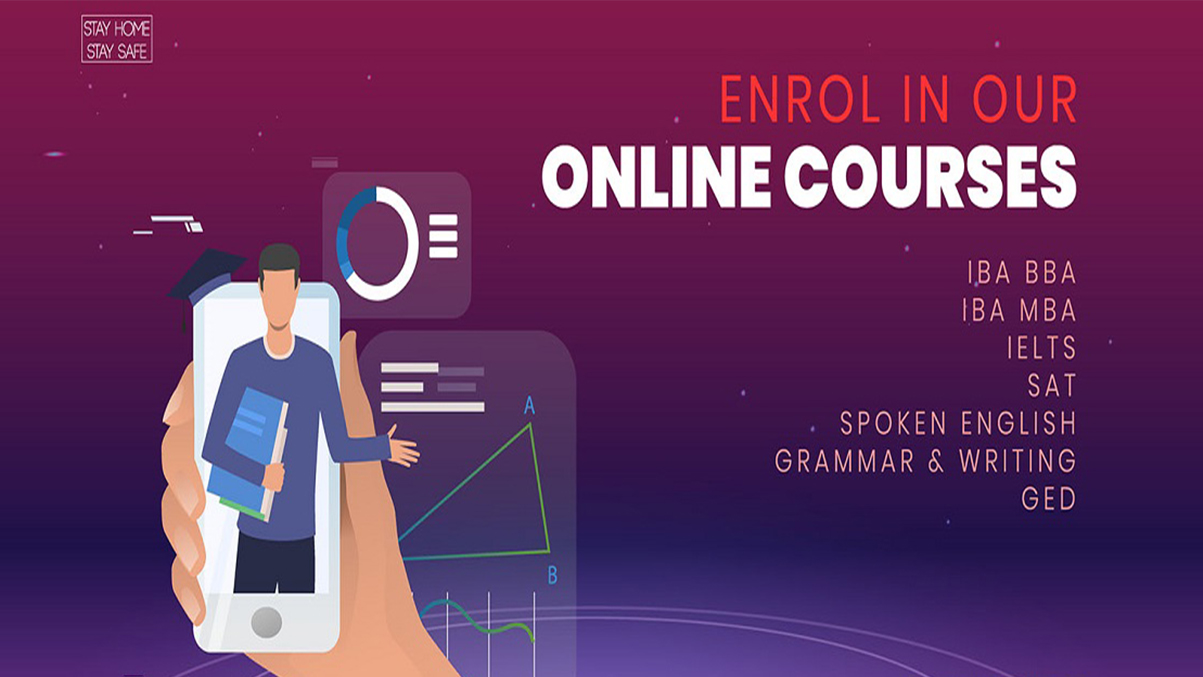 STAY HOME
STAY SAFE
ENROL IN OUR
ONLINE COURSES
IBA BBA
IBA MBA
IELTS
SAT
SPOKEN ENGLISH
GRAMMAR & WRITING
GED
A
B